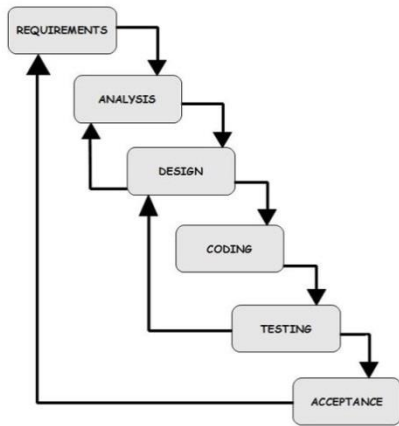 REQUIREMENTS
ANALYSIS
DESIGN
CODING
TESTING
ACCEPTANCE